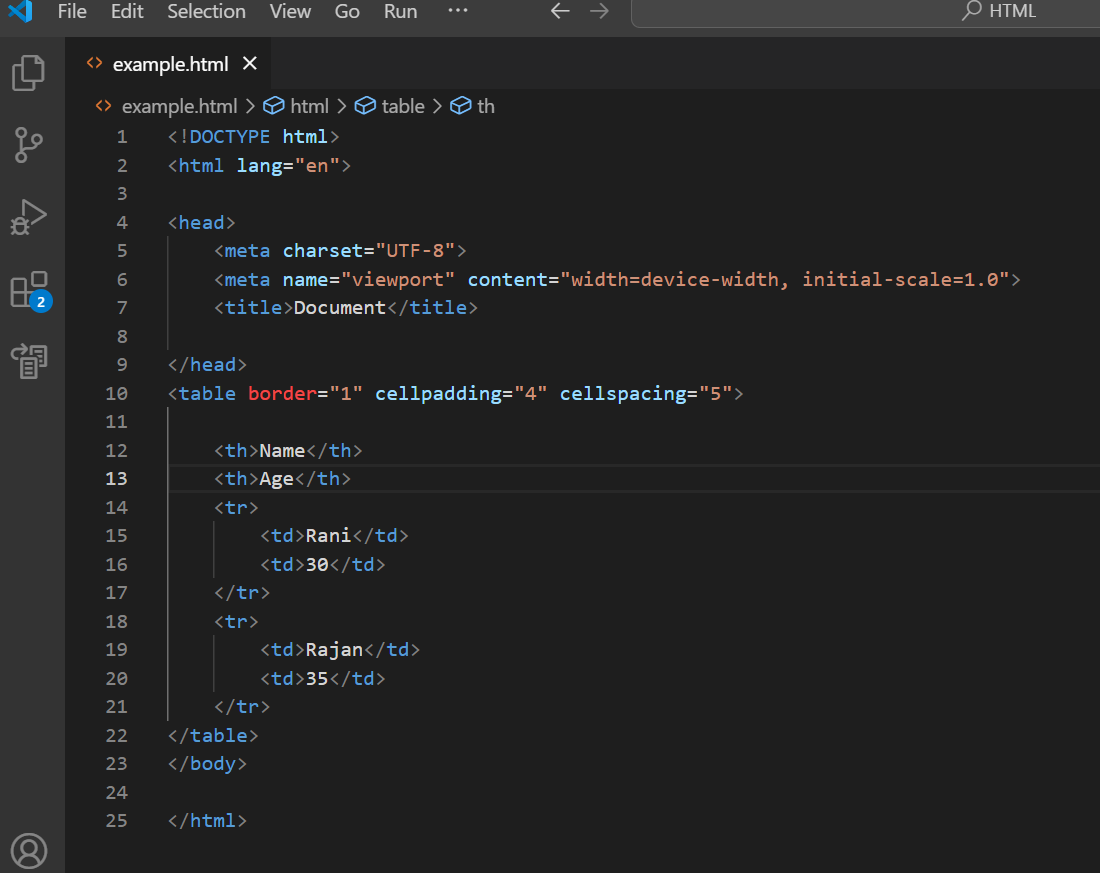 File Edit Selection View Go Run ··· HTML
example.html
example.html > html > table > th
1 <!DOCTYPE html>
2 <html lang="en">
3
4 <head>
5 <meta charset="UTF-8">
6 <meta name="viewport" content="width=device-width, initial-scale=1.0">
7 <title>Document</title>
8
9 </head>
10 <table border="1" cellpadding="4" cellspacing="5">
11
12 <th>Name</th>
13 <th>Age</th>
14 <tr>
15 <td>Rani</td>
16 <td>30</td>
17 </tr>
18 <tr>
19 <td>Rajan</td>
20 <td>35</td>
21 </tr>
22 </table>
23 </body>
24
25 </html>
2